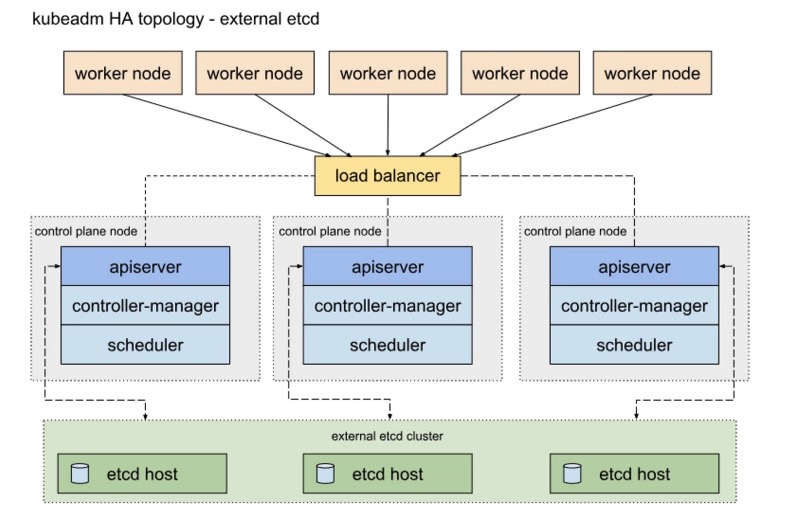 kubeadm HA topology - external etcd
worker node
worker node
worker node
worker node
worker node
load balancer
control plane node
control plane node
control plane node
apiserver
apiserver
apiserver
controller-manager
controller-manager
controller-manager
scheduler
scheduler
scheduler
external etcd cluster
etcd host
etcd host
etcd host